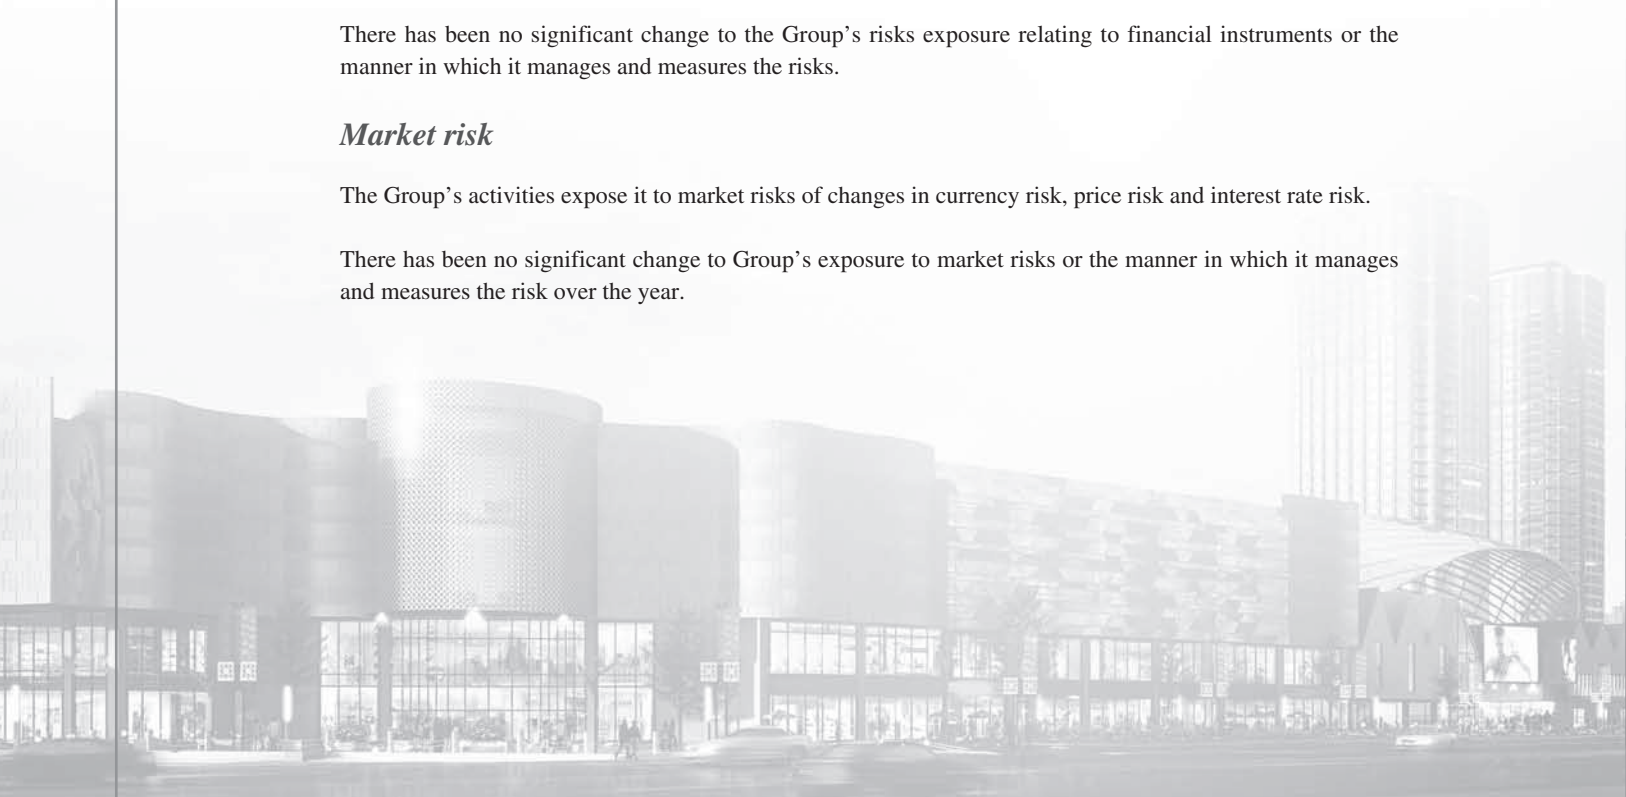 There has been no significant change to the Group’s risks exposure relating to financial instruments or the
manner in which it manages and measures the risks.
Market risk
The Group’s activities expose it to market risks of changes in currency risk, price risk and interest rate risk.
There has been no significant change to Group’s exposure to market risks or the manner in which it manages
and measures the risk over the year.